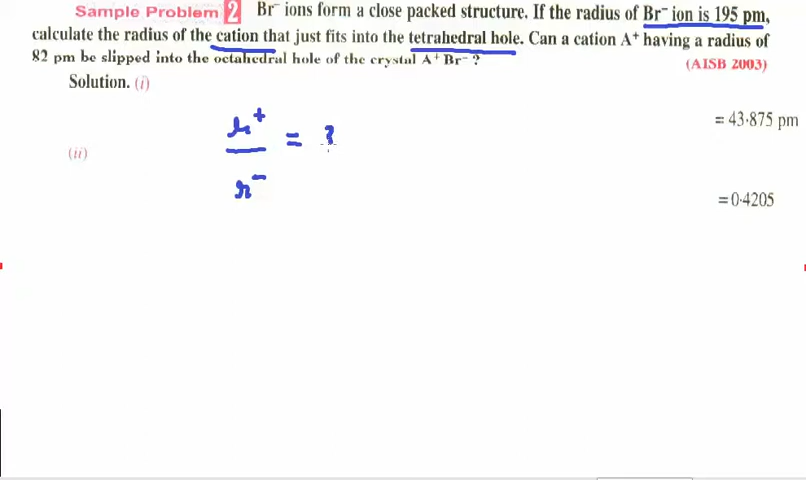 Sample Problem 2 Br⁻ ions form a close packed structure. If the radius of Br⁻ ion is 195 pm,
calculate the radius of the cation that just fits into the tetrahedral hole. Can a cation A⁺ having a radius of
82 pm be slipped into the octahedral hole of the crystal A⁺ Br⁻ ?
(AISB 2003)
Solution. (i)
= 43·875 pm
r⁺
— = ?
r⁻
(ii)
= 0·4205